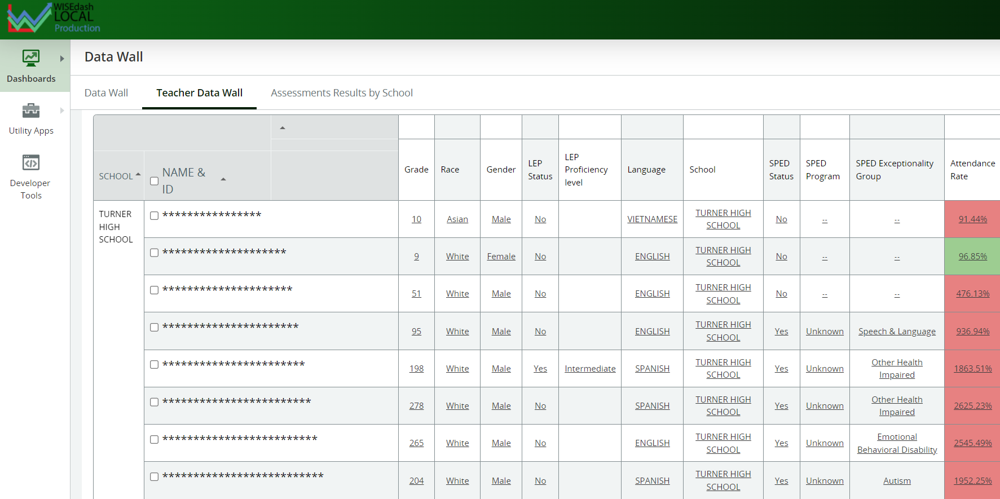 WISEdash
LOCAL
Production
Dashboards
Utility Apps
Developer
Tools
Data Wall
Data Wall Teacher Data Wall Assessments Results by School
SCHOOL NAME & ID Grade Race Gender LEP Status LEP Proficiency level Language School SPED Status SPED Program SPED Exceptionality Group Attendance Rate
TURNER HIGH SCHOOL
**************** 10 Asian Male No VIETNAMESE TURNER HIGH SCHOOL No -- -- 91.44%
******************** 9 White Female No ENGLISH TURNER HIGH SCHOOL No -- -- 96.85%
********************* 51 White Male No ENGLISH TURNER HIGH SCHOOL No -- -- 476.13%
********************** 95 White Male No ENGLISH TURNER HIGH SCHOOL Yes Unknown Speech & Language 936.94%
*********************** 198 White Male Yes Intermediate SPANISH TURNER HIGH SCHOOL Yes Unknown Other Health Impaired 1863.51%
************************ 278 White Male No SPANISH TURNER HIGH SCHOOL Yes Unknown Other Health Impaired 2625.23%
************************* 265 White Male No ENGLISH TURNER HIGH SCHOOL Yes Unknown Emotional Behavioral Disability 2545.49%
************************** 204 White Male No SPANISH TURNER HIGH SCHOOL Yes Unknown Autism 1952.25%